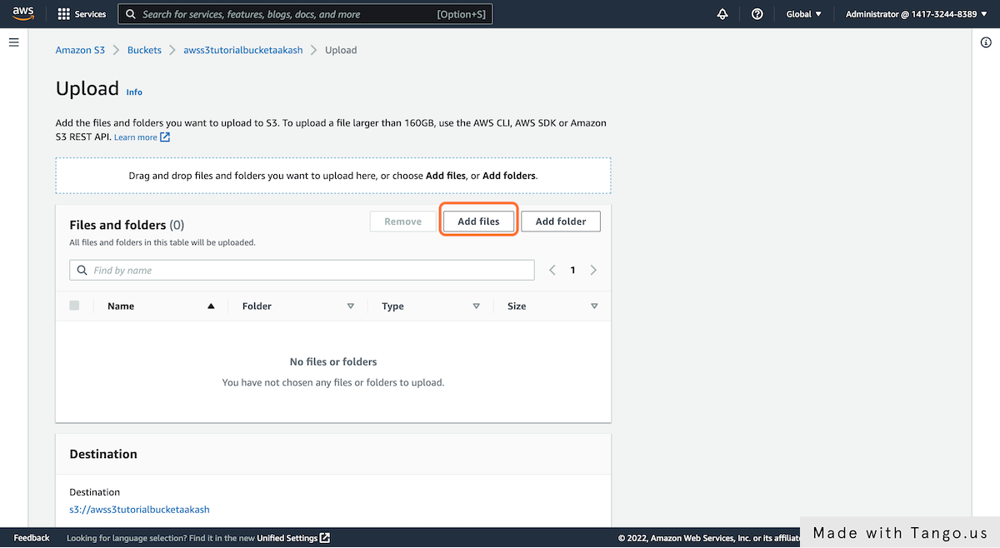 aws
Services
Search for services, features, blogs, docs, and more [Option+S]
Global
Administrator @ 1417-3244-8389
Amazon S3 > Buckets > awss3tutorialbucketaakash > Upload
Upload Info
Add the files and folders you want to upload to S3. To upload a file larger than 160GB, use the AWS CLI, AWS SDK or Amazon
S3 REST API. Learn more
Drag and drop files and folders you want to upload here, or choose Add files, or Add folders.
Files and folders (0)
Remove
Add files
Add folder
All files and folders in this table will be uploaded.
Find by name
1
Name Folder Type Size
No files or folders
You have not chosen any files or folders to upload.
Destination
Destination
s3://awss3tutorialbucketaakash
Feedback
Looking for language selection? Find it in the new Unified Settings
© 2022, Amazon Web Services, Inc. or its affiliate
Made with Tango.us